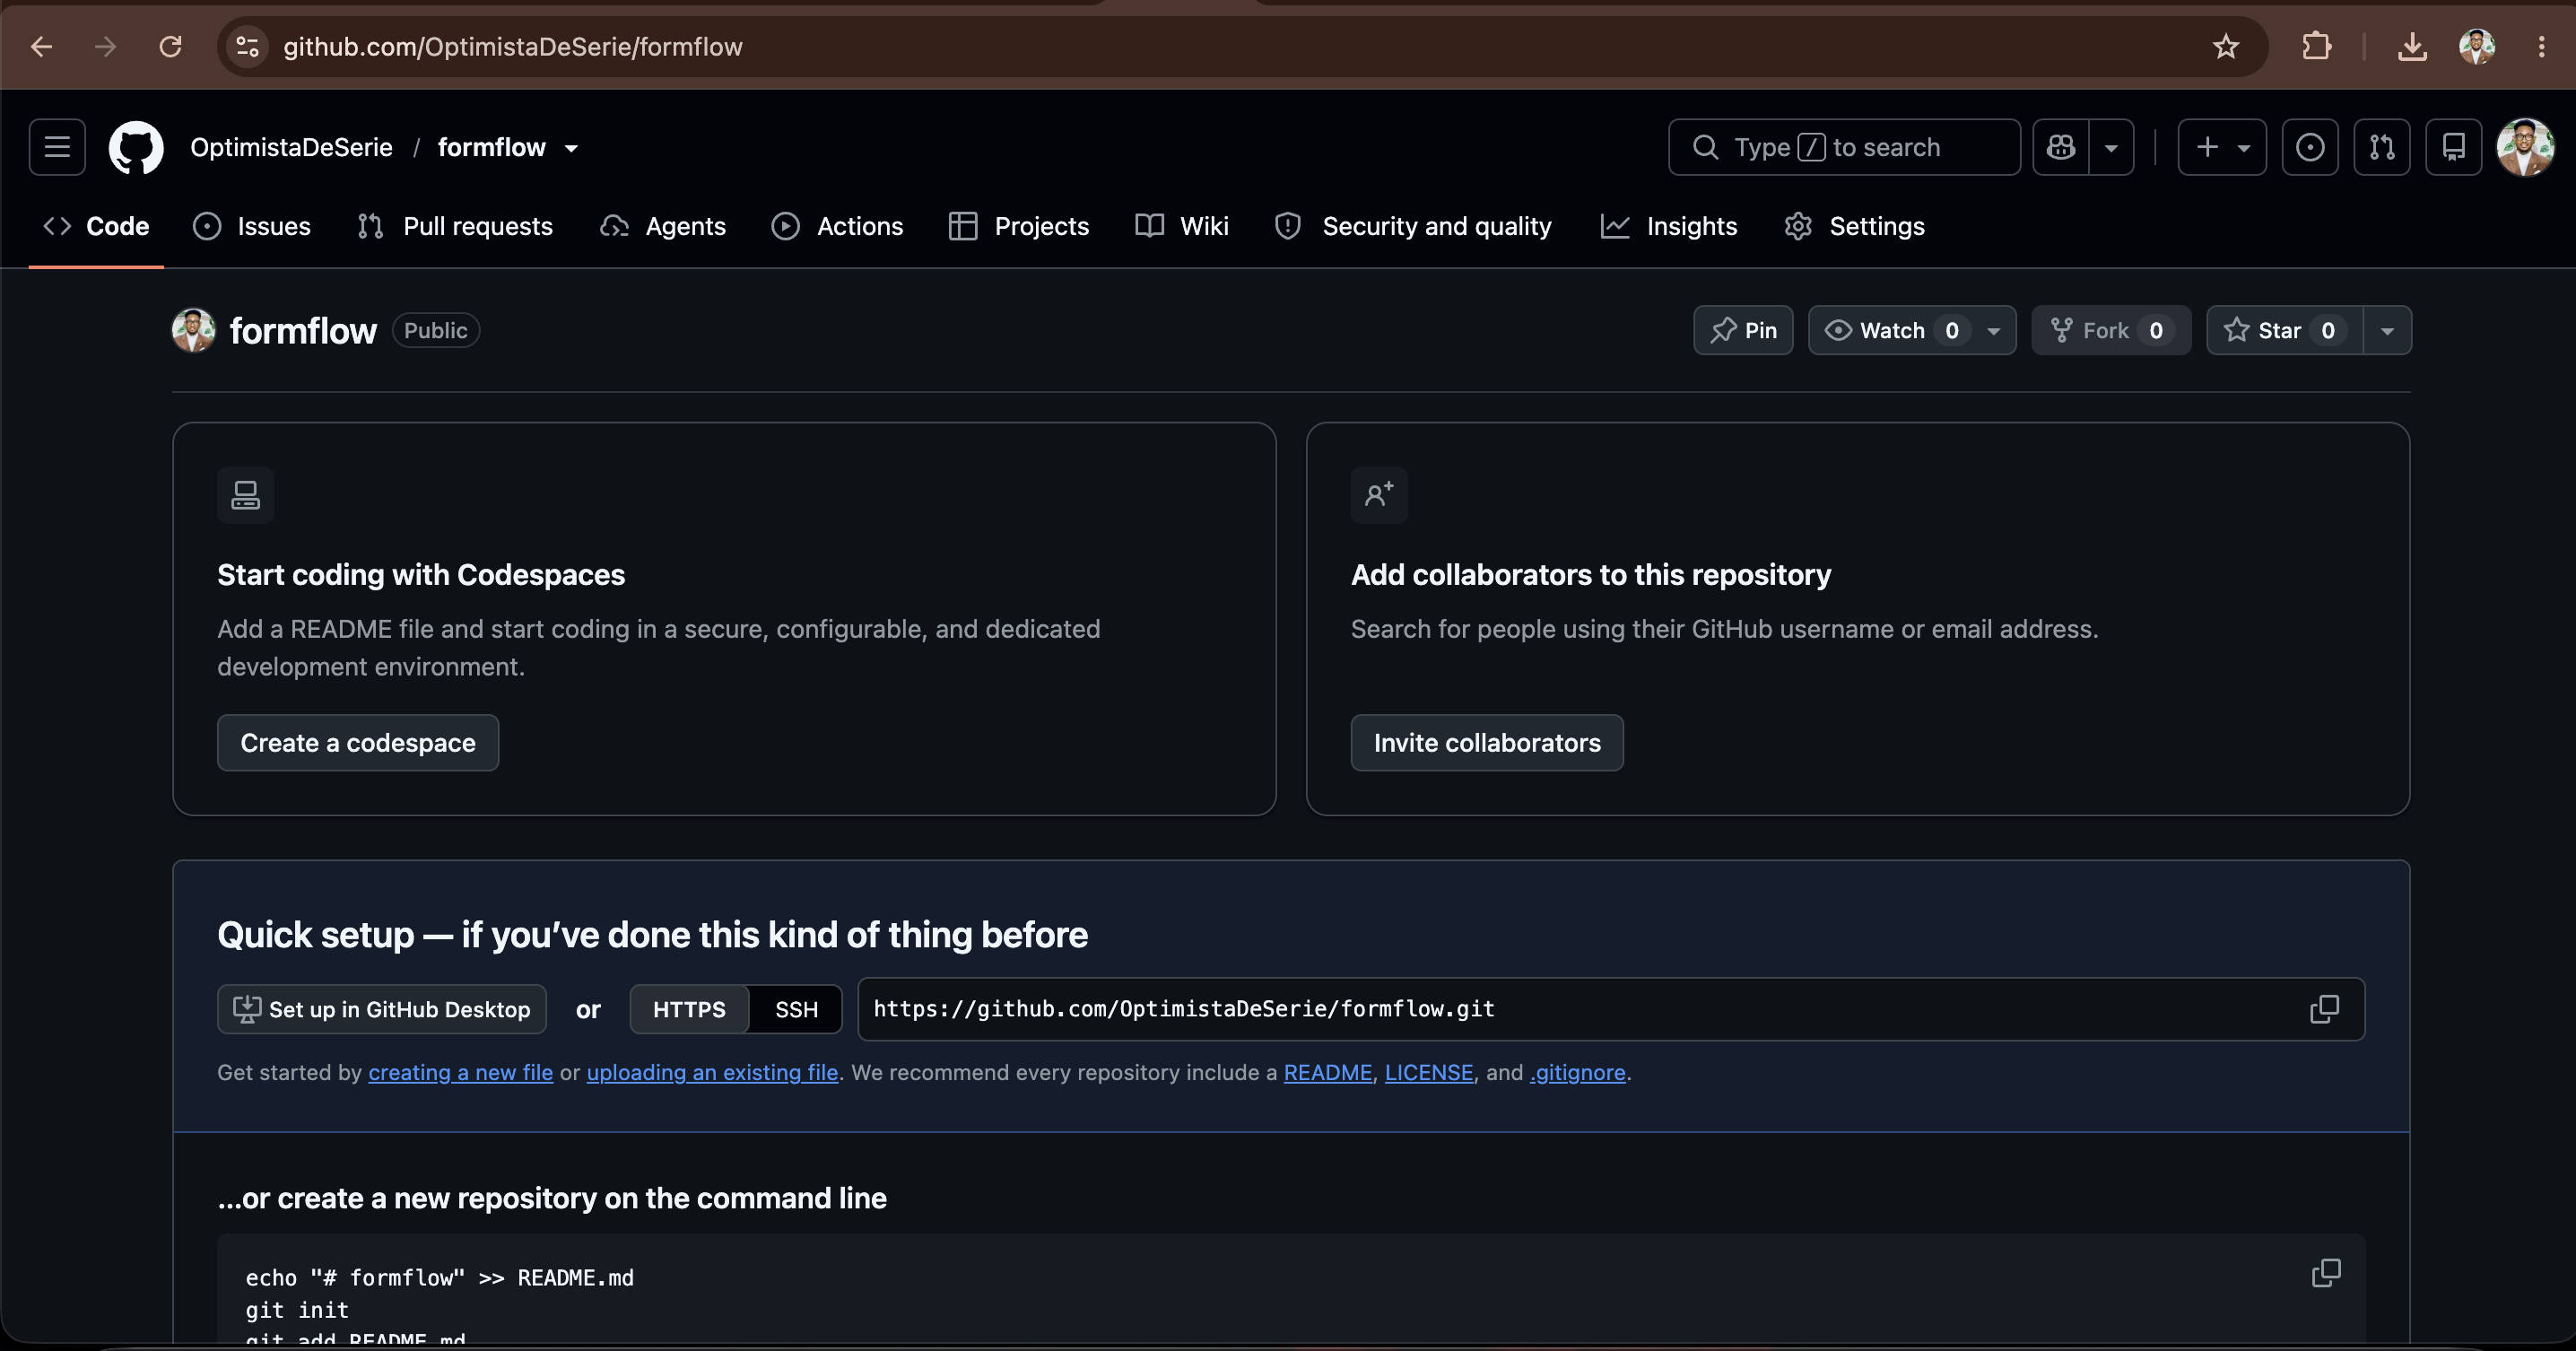 github.com/OptimistaDeSerie/formflow
OptimistaDeSerie / formflow
Type / to search
Code Issues Pull requests Agents Actions Projects Wiki Security and quality Insights Settings
formflow Public
Pin Watch 0 Fork 0 Star 0
Start coding with Codespaces
Add a README file and start coding in a secure, configurable, and dedicated
development environment.
Create a codespace
Add collaborators to this repository
Search for people using their GitHub username or email address.
Invite collaborators
Quick setup — if you’ve done this kind of thing before
Set up in GitHub Desktop or HTTPS SSH https://github.com/OptimistaDeSerie/formflow.git
Get started by creating a new file or uploading an existing file. We recommend every repository include a README, LICENSE, and .gitignore.
…or create a new repository on the command line
echo "# formflow" >> README.md
git init
git add README.md